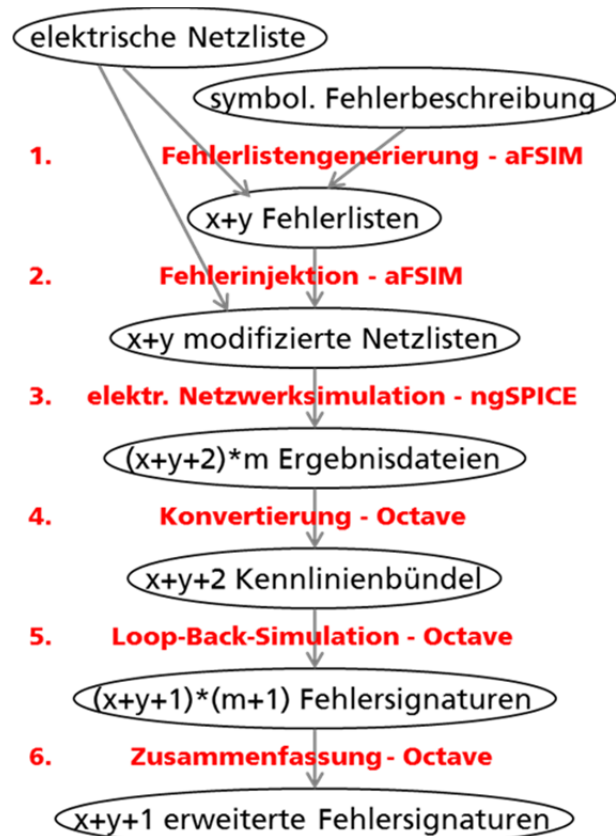 elektrische Netzliste
symbol. Fehlerbeschreibung
1. Fehlerlistengenerierung - aFSIM
x+y Fehlerlisten
2. Fehlerinjektion - aFSIM
x+y modifizierte Netzlisten
3. elektr. Netzwerksimulation - ngSPICE
(x+y+2)*m Ergebnisdateien
4. Konvertierung - Octave
x+y+2 Kennlinienbündel
5. Loop-Back-Simulation - Octave
(x+y+1)*(m+1) Fehlersignaturen
6. Zusammenfassung - Octave
x+y+1 erweiterte Fehlersignaturen